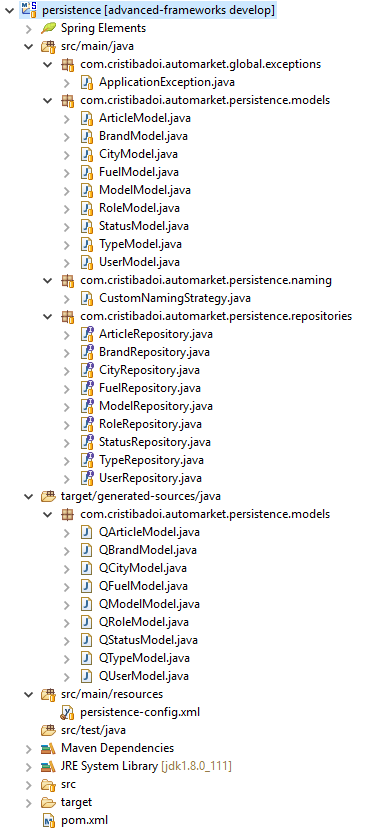 persistence [advanced-frameworks develop]
Spring Elements
src/main/java
com.cristibadoi.automarket.global.exceptions
ApplicationException.java
com.cristibadoi.automarket.persistence.models
ArticleModel.java
BrandModel.java
CityModel.java
FuelModel.java
ModelModel.java
RoleModel.java
StatusModel.java
TypeModel.java
UserModel.java
com.cristibadoi.automarket.persistence.naming
CustomNamingStrategy.java
com.cristibadoi.automarket.persistence.repositories
ArticleRepository.java
BrandRepository.java
CityRepository.java
FuelRepository.java
ModelRepository.java
RoleRepository.java
StatusRepository.java
TypeRepository.java
UserRepository.java
target/generated-sources/java
com.cristibadoi.automarket.persistence.models
QArticleModel.java
QBrandModel.java
QCityModel.java
QFuelModel.java
QModelModel.java
QRoleModel.java
QStatusModel.java
QTypeModel.java
QUserModel.java
src/main/resources
persistence-config.xml
src/test/java
Maven Dependencies
JRE System Library [jdk1.8.0_111]
src
target
pom.xml